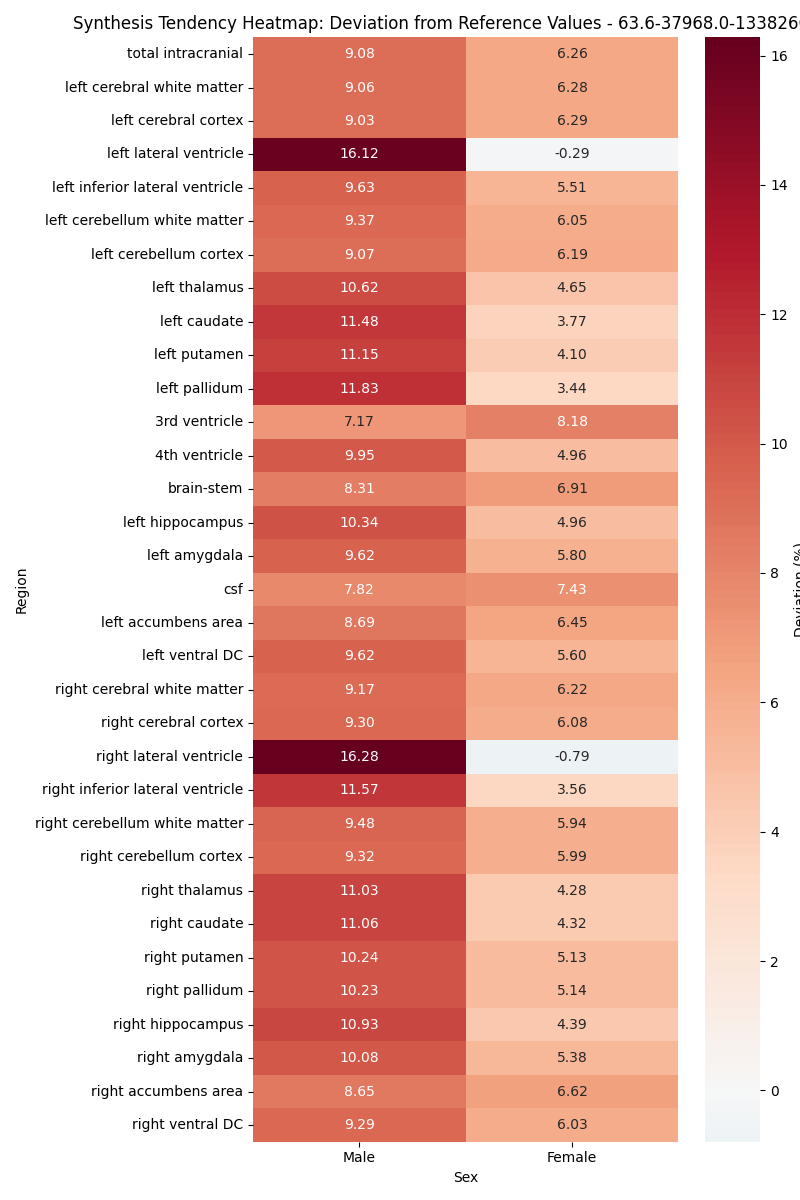 Synthesis Tendency Heatmap: Deviation from Reference Values - 63.6-37968.0-133826
total intracranial 9.08 6.26
left cerebral white matter 9.06 6.28
left cerebral cortex 9.03 6.29
left lateral ventricle 16.12 -0.29
left inferior lateral ventricle 9.63 5.51
left cerebellum white matter 9.37 6.05
left cerebellum cortex 9.07 6.19
left thalamus 10.62 4.65
left caudate 11.48 3.77
left putamen 11.15 4.10
left pallidum 11.83 3.44
3rd ventricle 7.17 8.18
4th ventricle 9.95 4.96
brain-stem 8.31 6.91
left hippocampus 10.34 4.96
left amygdala 9.62 5.80
csf 7.82 7.43
left accumbens area 8.69 6.45
left ventral DC 9.62 5.60
right cerebral white matter 9.17 6.22
right cerebral cortex 9.30 6.08
right lateral ventricle 16.28 -0.79
right inferior lateral ventricle 11.57 3.56
right cerebellum white matter 9.48 5.94
right cerebellum cortex 9.32 5.99
right thalamus 11.03 4.28
right caudate 11.06 4.32
right putamen 10.24 5.13
right pallidum 10.23 5.14
right hippocampus 10.93 4.39
right amygdala 10.08 5.38
right accumbens area 8.65 6.62
right ventral DC 9.29 6.03
Male Female
Sex
Region
16
14
12
10
8
6
4
2
0
Deviation (%)